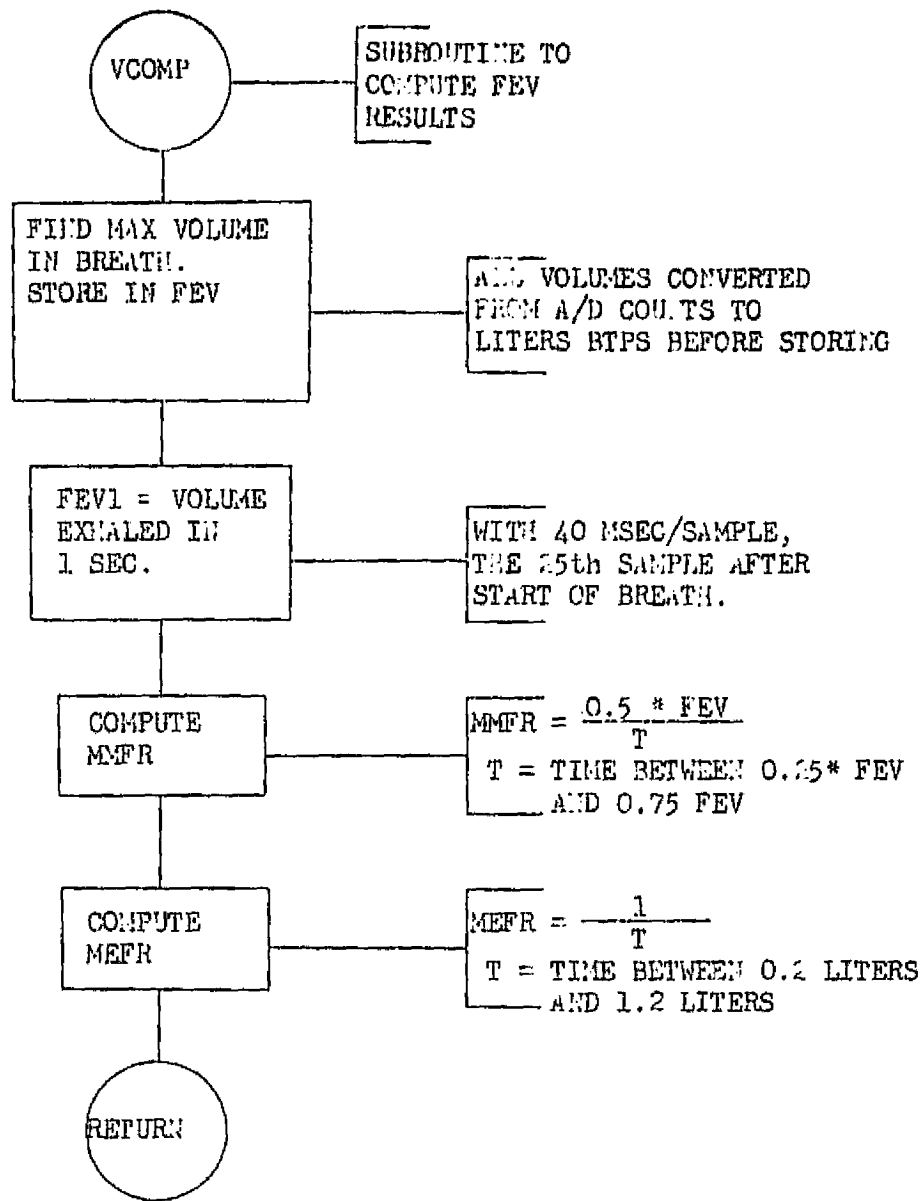 VCOMP
SUBROUTINE TO
COMPUTE FEV
RESULTS
FIND MAX VOLUME
IN BREATH.
STORE IN FEV
ALL VOLUMES CONVERTED
FROM A/D COUNTS TO
LITERS BTPS BEFORE STORING
FEV1 = VOLUME
EXHALED IN
1 SEC.
WITH 40 MSEC/SAMPLE,
THE 25th SAMPLE AFTER
START OF BREATH.
COMPUTE
MMFR
MMFR = 0.5 * FEV
T
T = TIME BETWEEN 0.25* FEV
AND 0.75 FEV
COMPUTE
MEFR
MEFR = 1
T
T = TIME BETWEEN 0.2 LITERS
AND 1.2 LITERS
RETURN